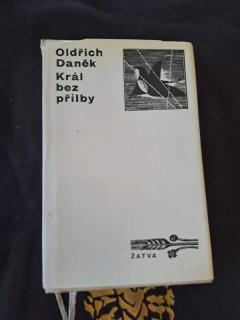 Oldřich
Daněk
Král
bez
přilby
ŽATVA